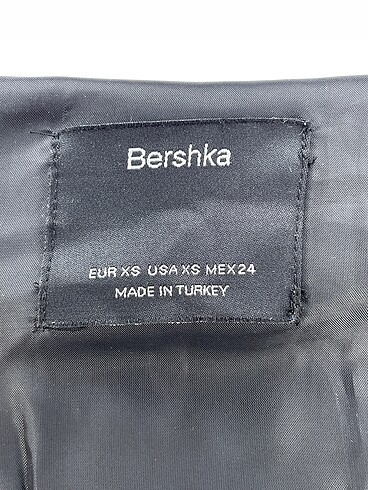 Bershka
EUR XS USA XS MEX 24
MADE IN TURKEY